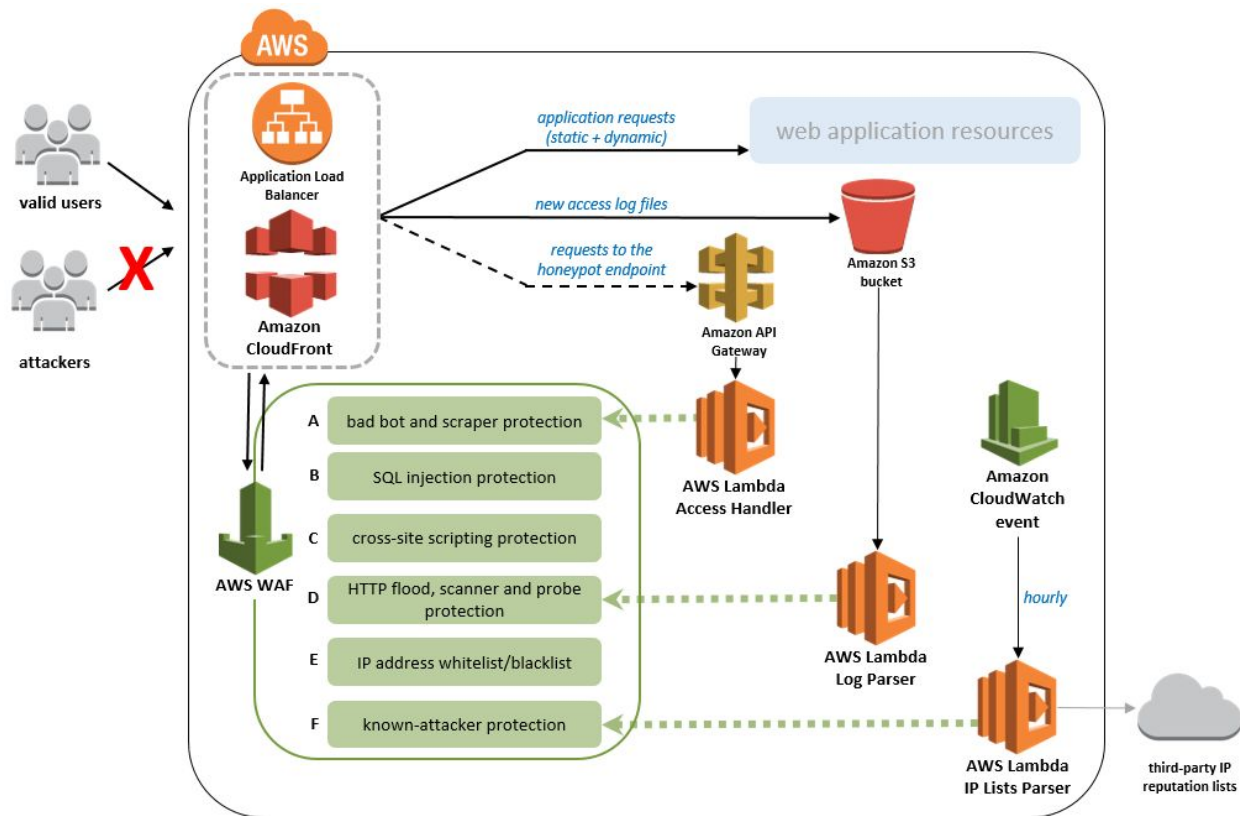 AWS
Application Load
Balancer
Amazon
CloudFront
valid users
attackers
X
application requests
(static + dynamic)
web application resources
new access log files
Amazon S3
bucket
requests to the
honeypot endpoint
Amazon API
Gateway
AWS Lambda
Access Handler
Amazon
CloudWatch
event
hourly
AWS WAF
A bad bot and scraper protection
B SQL injection protection
C cross-site scripting protection
D HTTP flood, scanner and probe
protection
E IP address whitelist/blacklist
F known-attacker protection
AWS Lambda
Log Parser
AWS Lambda
IP Lists Parser
third-party IP
reputation lists